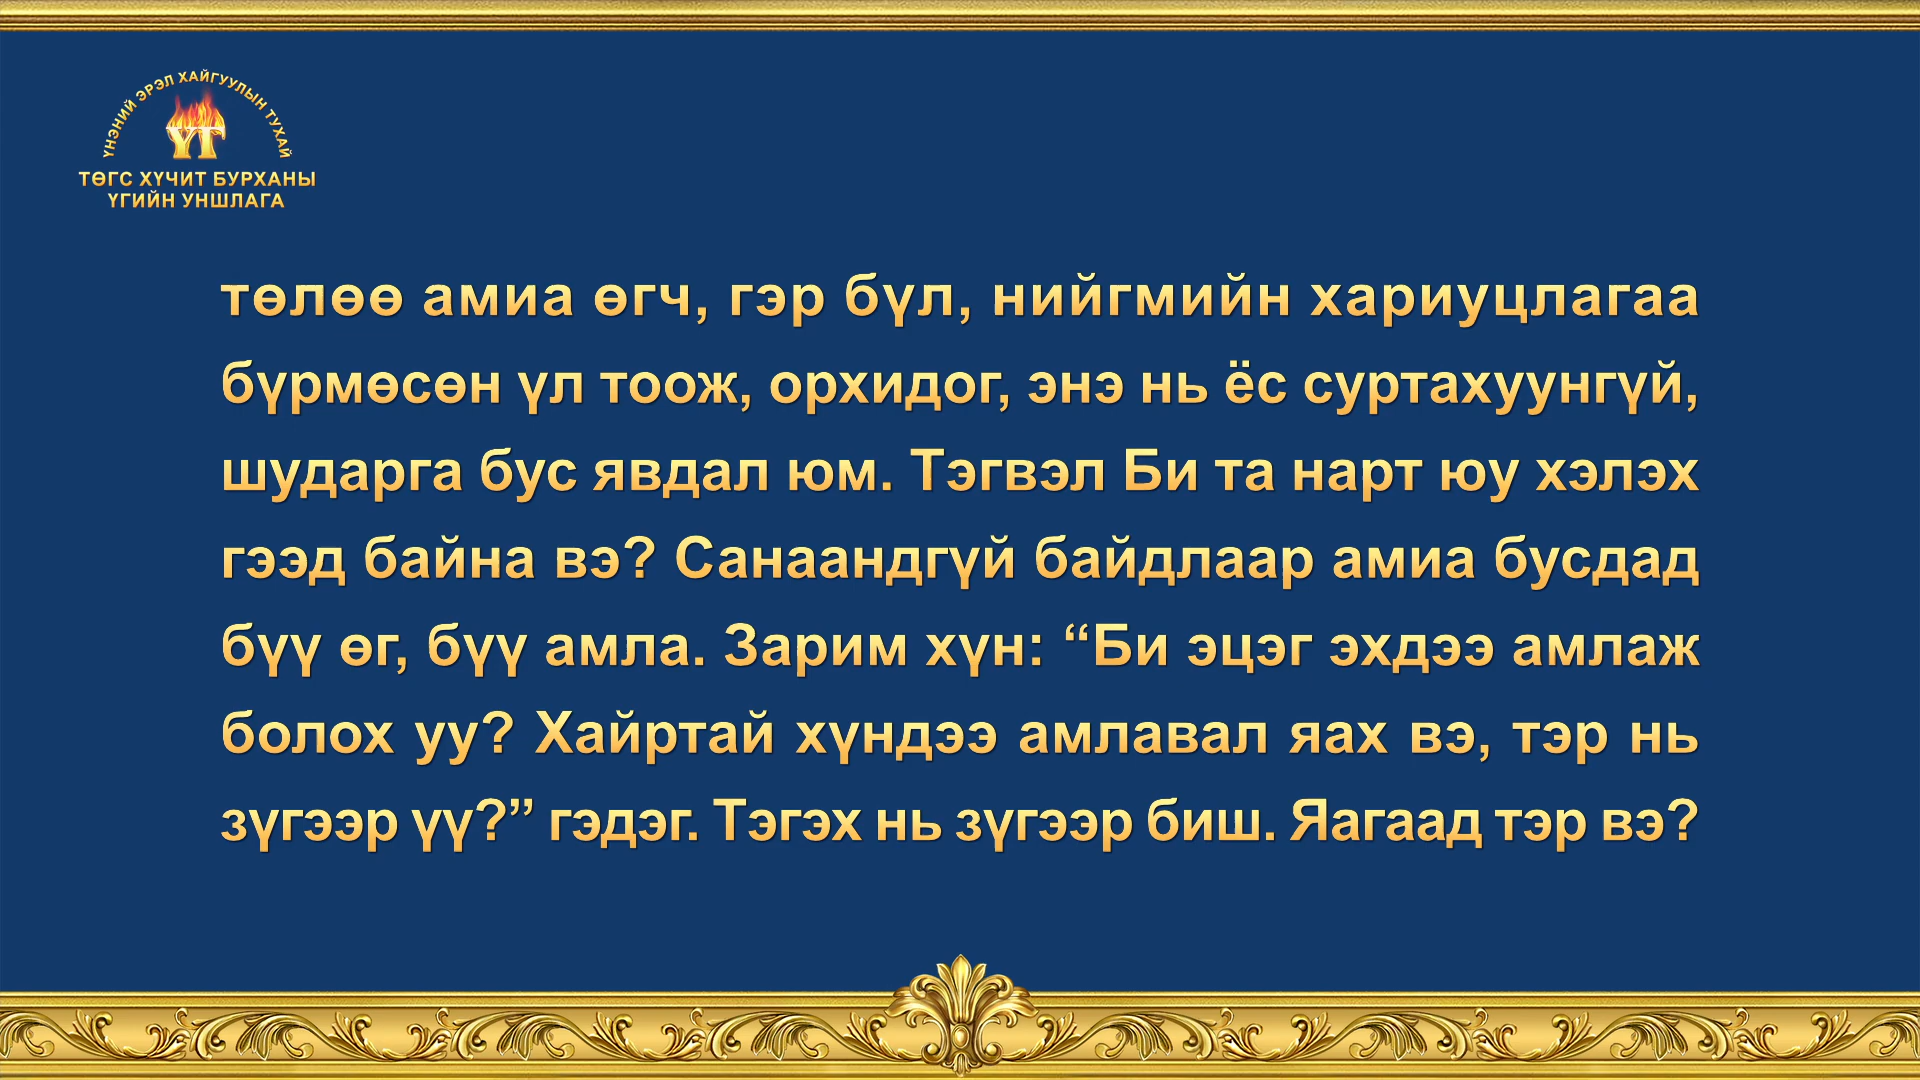 ҮНЭНИЙ ЭРЭЛ ХАЙГУУЛЫН ТУХАЙ
ҮГ
ТӨГС ХҮЧИТ БУРХАНЫ
ҮГИЙН УНШЛАГА
төлөө амиа өгч, гэр бүл, нийгмийн хариуцлагаа
бүрмөсөн үл тоож, орхидог, энэ нь ёс суртахуунгүй,
шударга бус явдал юм. Тэгвэл Би та нарт юу хэлэх
гээд байна вэ? Санаандгүй байдлаар амиа бусдад
бүү өг, бүү амла. Зарим хүн: “Би эцэг эхдээ амлаж
болох уу? Хайртай хүндээ амлавал яах вэ, тэр нь
зүгээр үү?” гэдэг. Тэгэх нь зүгээр биш. Яагаад тэр вэ?